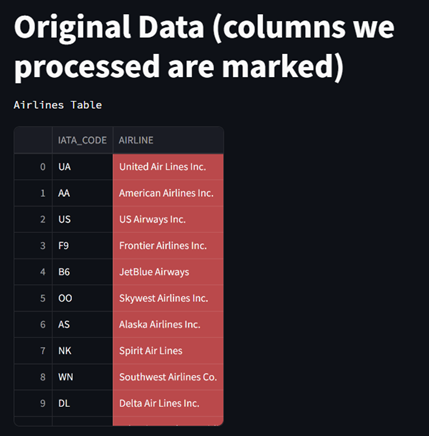 Original Data (columns we
processed are marked)
Airlines Table
IATA_CODE AIRLINE
0 UA United Air Lines Inc.
1 AA American Airlines Inc.
2 US US Airways Inc.
3 F9 Frontier Airlines Inc.
4 B6 JetBlue Airways
5 OO Skywest Airlines Inc.
6 AS Alaska Airlines Inc.
7 NK Spirit Air Lines
8 WN Southwest Airlines Co.
9 DL Delta Air Lines Inc.